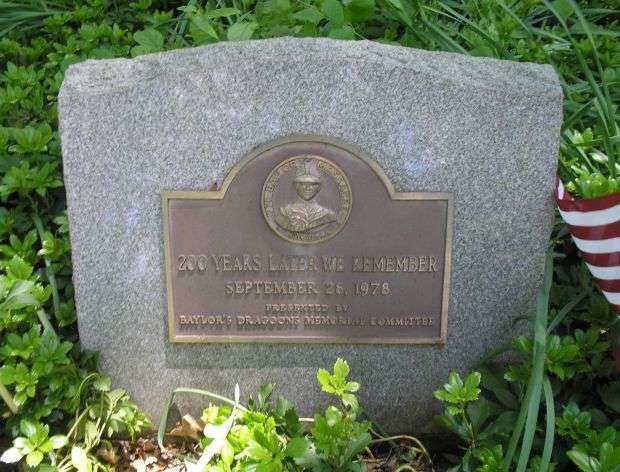 200 YEARS LATER WE REMEMBER
SEPTEMBER 28, 1978
PRESENTED BY
BAYLOR'S DRAGOONS MEMORIAL COMMITTEE